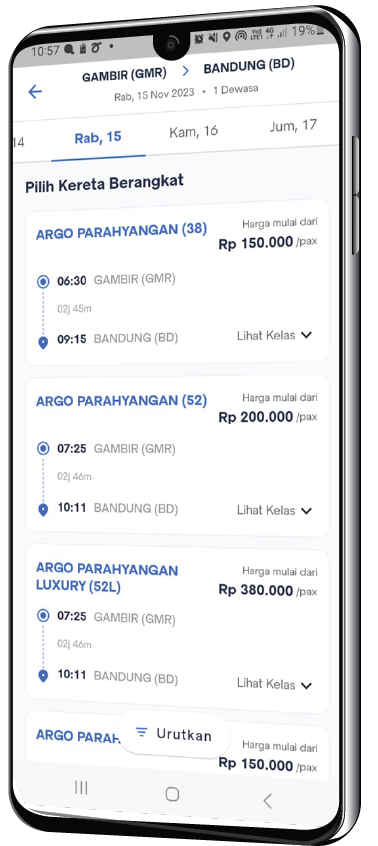 10:57 19%
GAMBIR (GMR) BANDUNG (BD)
Rab, 15 Nov 2023 • 1 Dewasa
14 Rab, 15 Kam, 16 Jum, 17
Pilih Kereta Berangkat
ARGO PARAHYANGAN (38)
Harga mulai dari
Rp 150.000 /pax
06:30 GAMBIR (GMR)
02j 45m
09:15 BANDUNG (BD)
Lihat Kelas
ARGO PARAHYANGAN (52)
Harga mulai dari
Rp 200.000 /pax
07:25 GAMBIR (GMR)
02j 46m
10:11 BANDUNG (BD)
Lihat Kelas
ARGO PARAHYANGAN
LUXURY (52L)
Harga mulai dari
Rp 380.000 /pax
07:25 GAMBIR (GMR)
02j 46m
10:11 BANDUNG (BD)
Lihat Kelas
ARGO PARAH
Urutkan
Harga mulai dari
Rp 150.000 /pax